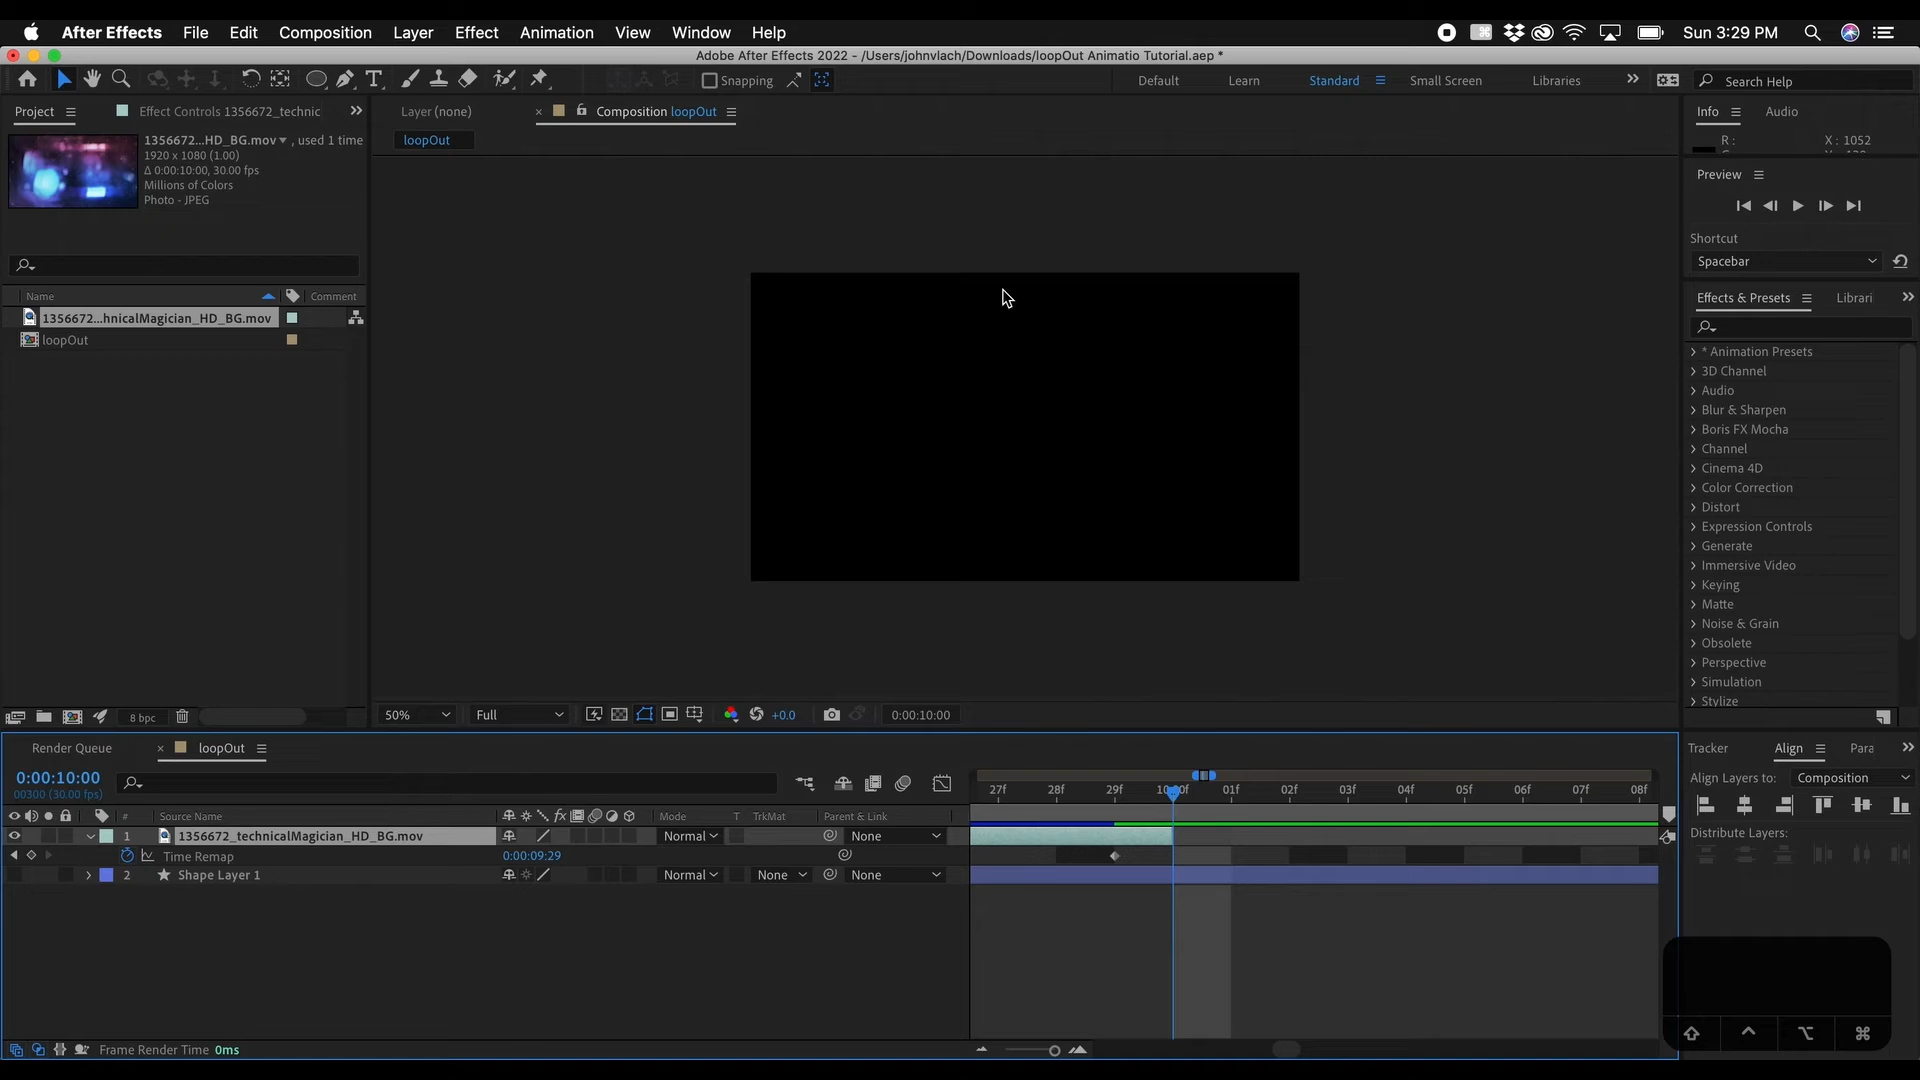 After Effects File Edit Composition Layer Effect Animation View Window Help Sun 3:29 PM
Adobe After Effects 2022 - /Users/johnvlach/Downloads/loopOut Animatio Tutorial.aep *
Snapping Default Learn Standard Small Screen Libraries Search Help
Project Effect Controls 1356672_technic Layer (none) Composition loopOut Info Audio
loopOut
1356672...HD_BG.mov , used 1 time
1920 x 1080 (1.00)
Δ 0:00:10:00, 30.00 fps
Millions of Colors
Photo - JPEG
R: X: 1052
Preview
Shortcut
Spacebar
Name Comment
1356672...hnicalMagician_HD_BG.mov
loopOut
Effects & Presets Librari
* Animation Presets
3D Channel
Audio
Blur & Sharpen
Boris FX Mocha
Channel
Cinema 4D
Color Correction
Distort
Expression Controls
Generate
Immersive Video
Keying
Matte
Noise & Grain
Obsolete
Perspective
Simulation
Stylize
8 bpc 50% Full +0.0 0:00:10:00
Render Queue loopOut
0:00:10:00
00300 (30.00 fps)
27f 28f 29f 01f 02f 03f 04f 05f 06f 07f 08f
# Source Name fx Mode T TrkMat Parent & Link
1 1356672_technicalMagician_HD_BG.mov Normal None
Time Remap 0:00:09:29
2 Shape Layer 1 Normal None None
Frame Render Time 0ms
Tracker Align Para
Align Layers to: Composition
Distribute Layers: